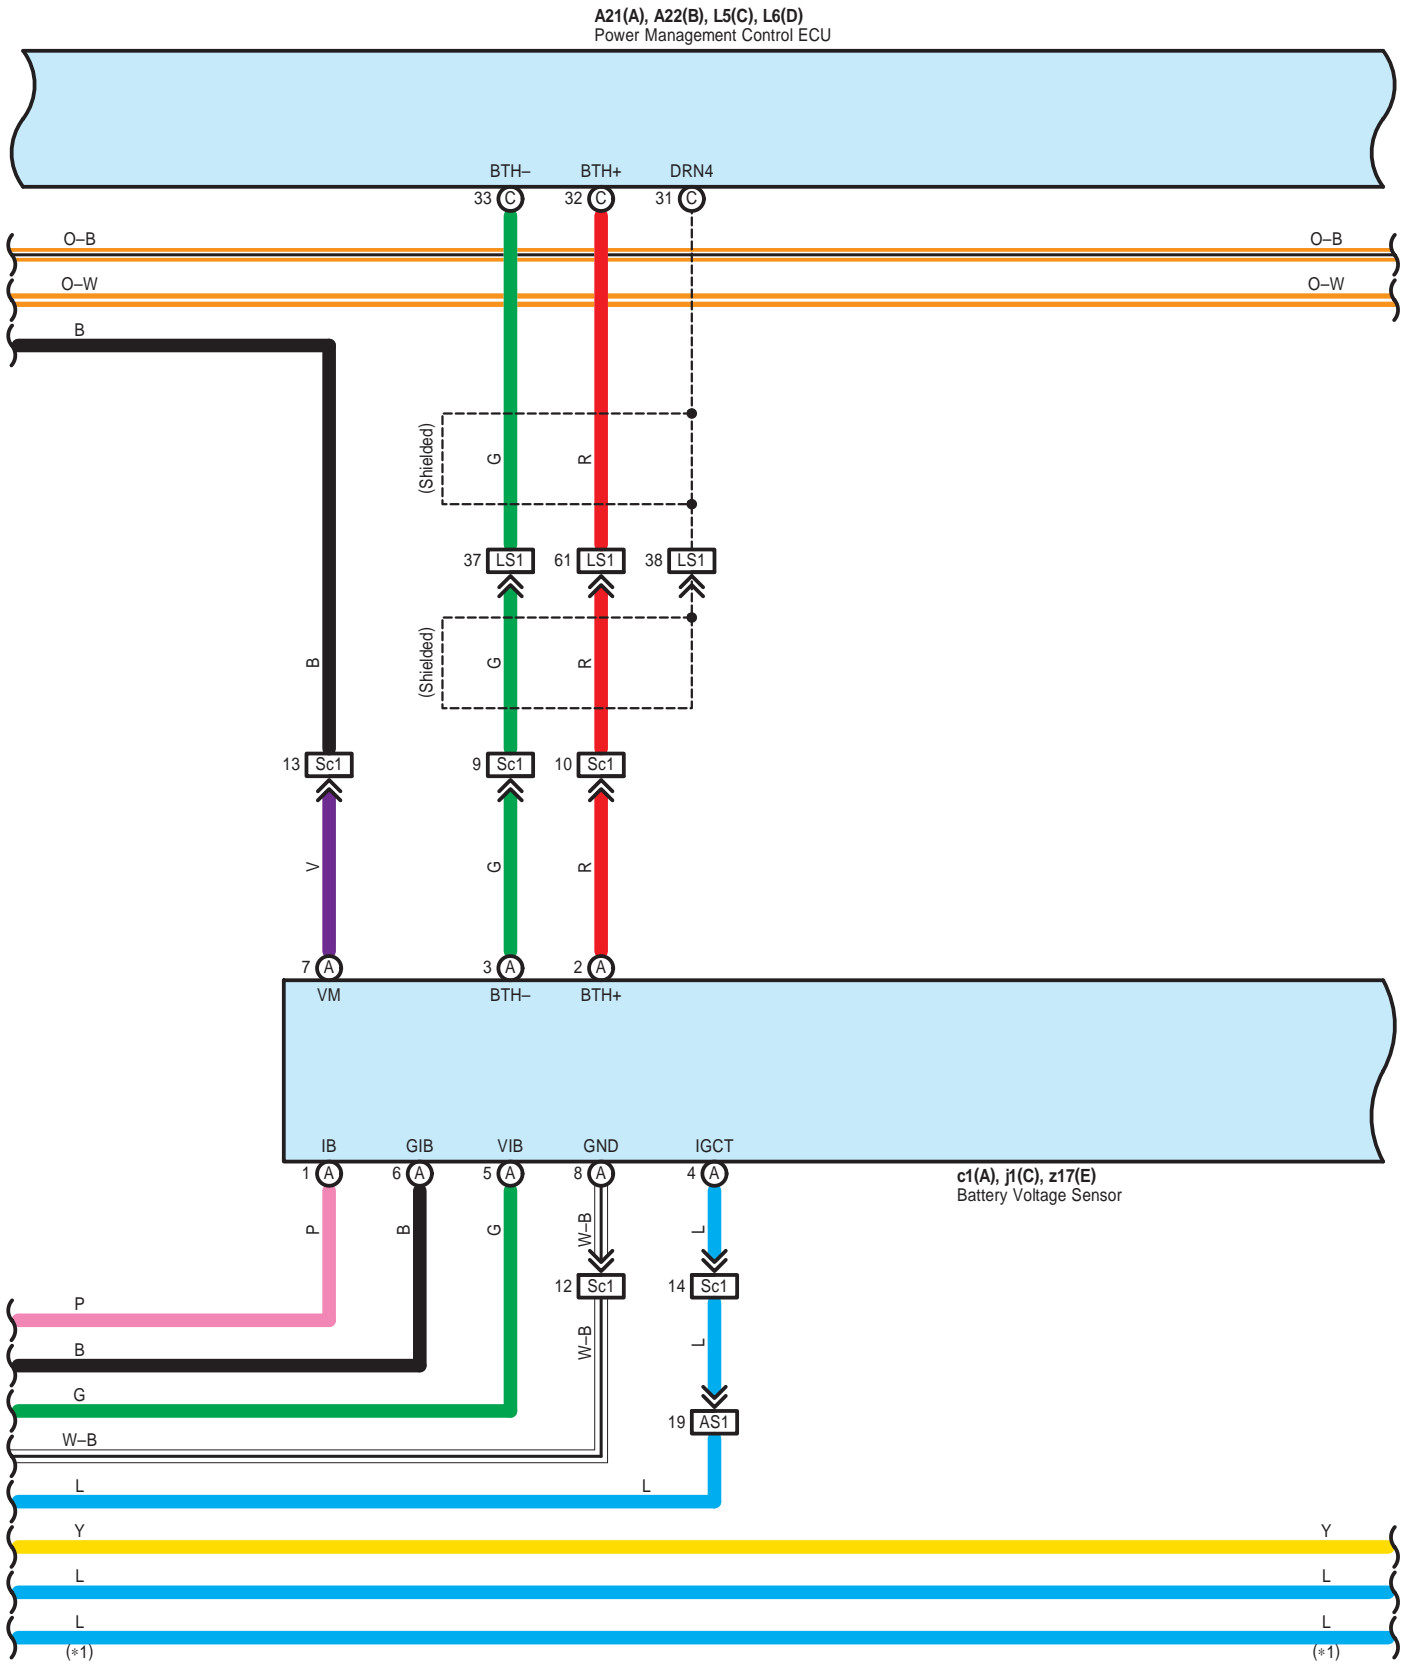 A21(A), A22(B), L5(C), L6(D)
Power Management Control ECU
BTH– BTH+ DRN4
33 C 32 C 31 C
O–B O–B
O–W O–W
B
(Shielded) G R
37 LS1 61 LS1 38 LS1
B (Shielded) G R
13 Sc1 9 Sc1 10 Sc1
V G R
7 A 3 A 2 A
VM BTH– BTH+
IB GIB VIB GND IGCT
1 A 6 A 5 A 8 A 4 A
c1(A), j1(C), z17(E)
Battery Voltage Sensor
P B G W–B L
12 Sc1 14 Sc1
P
W–B L
B
G
19 AS1
W–B
L L
Y Y
L L
L L
(*1) (*1)